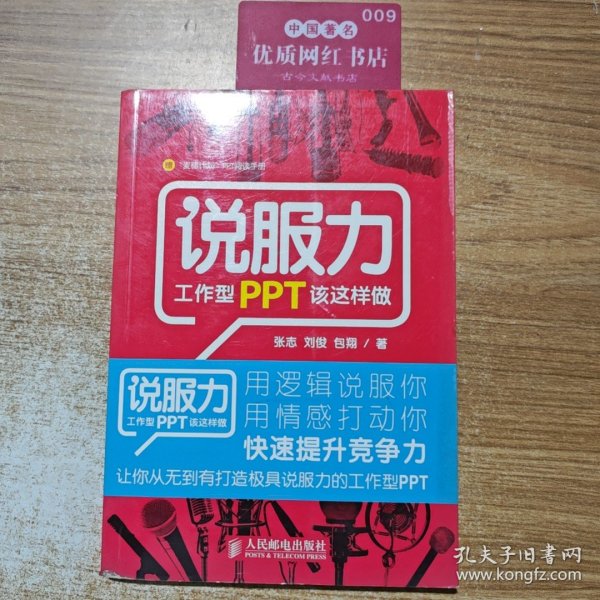 009
中国著名
优质网红书店
古今文献书店
赠
阅读手册
说服力
工作型PPT该这样做
张志 刘俊 包翔 / 著
说服力
工作型PPT该这样做
用逻辑说服你
用情感打动你
快速提升竞争力
让你从无到有打造极具说服力的工作型PPT
人民邮电出版社
POSTS & TELECOM PRESS
孔夫子旧书网
www.kongfz.com